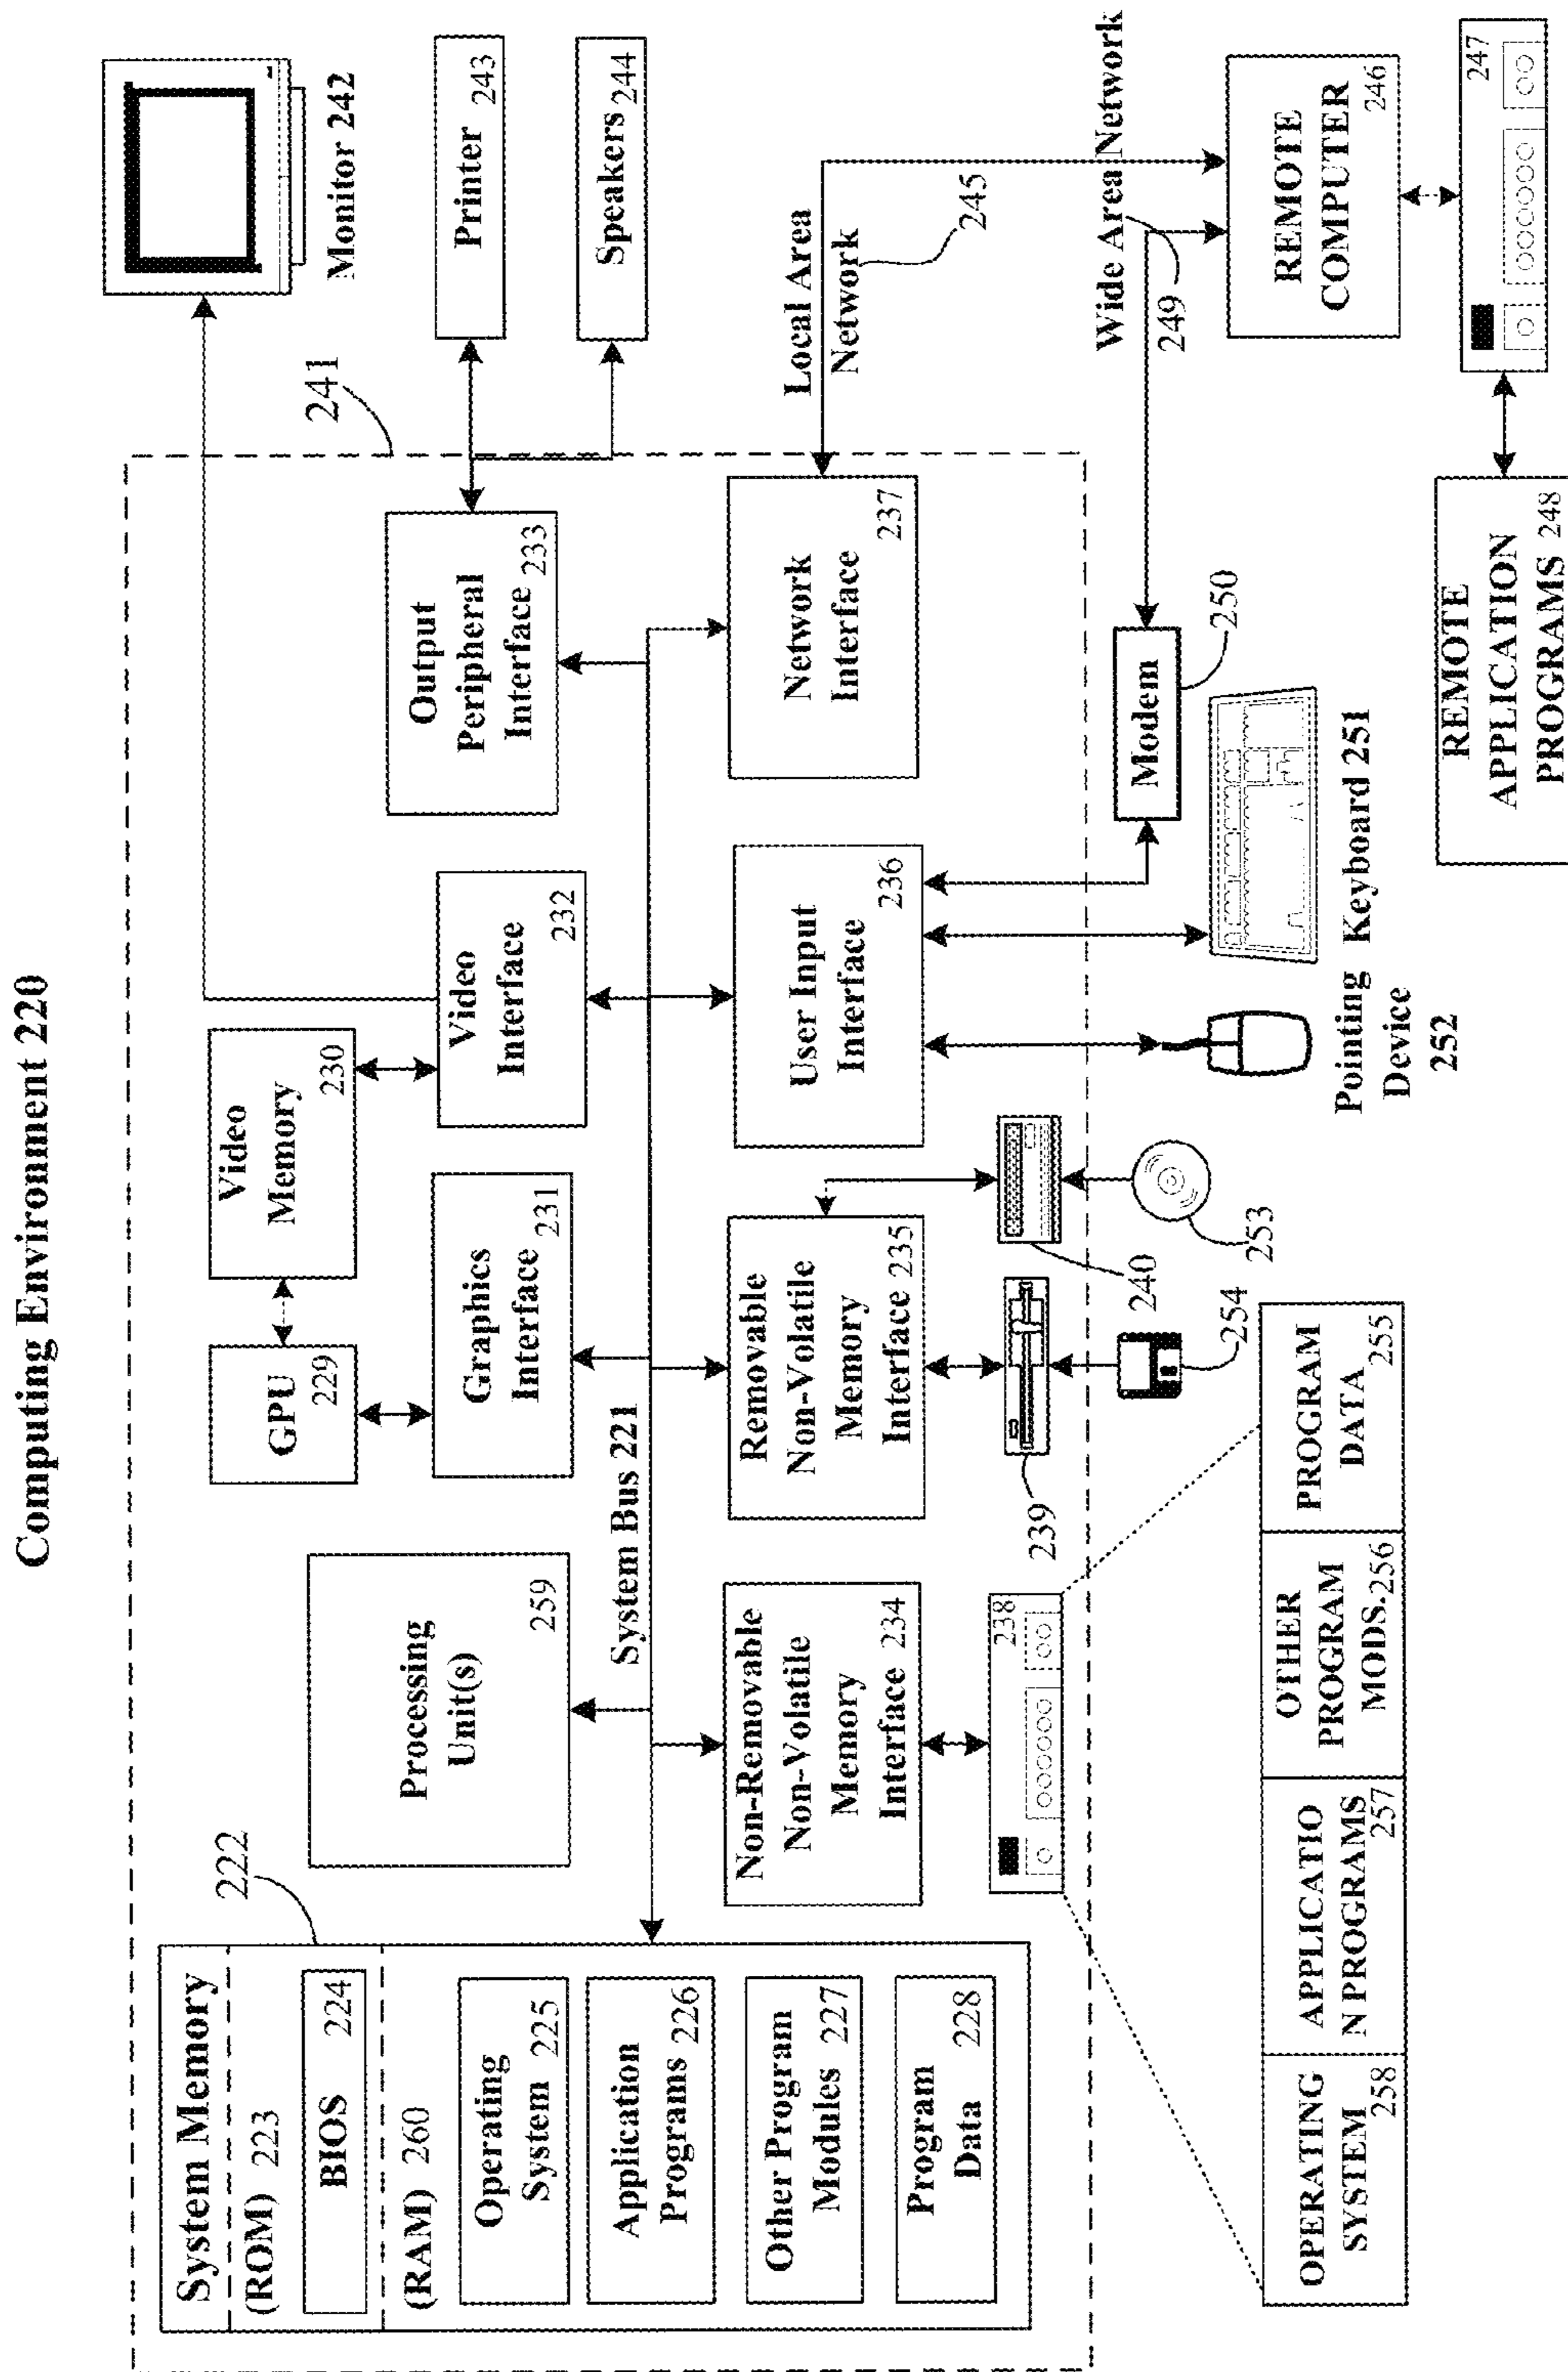 Computing Environment 220
System Memory
(ROM) 223
BIOS 224
(RAM) 260
Operating
System 225
Application
Programs 226
Other Program
Modules 227
Program
Data 228
222
Processing
Unit(s)
259
GPU
229
Video
Memory
230
Graphics
Interface
231
Video
Interface
232
Output
Peripheral
Interface 233
241
Monitor 242
Printer 243
Speakers 244
System Bus 221
Non-Removable
Non-Volatile
Memory
Interface 234
Removable
Non-Volatile
Memory
Interface 235
User Input
Interface
236
Network
Interface
237
Local Area
Network
245
238
239
240
254
253
Modem
250
Wide Area Network
249
Keyboard 251
Pointing
Device
252
REMOTE
COMPUTER
246
247
REMOTE
APPLICATION
PROGRAMS 248
OPERATING
SYSTEM
258
APPLICATIO
N PROGRAMS
257
OTHER
PROGRAM
MODS.256
PROGRAM
DATA
255